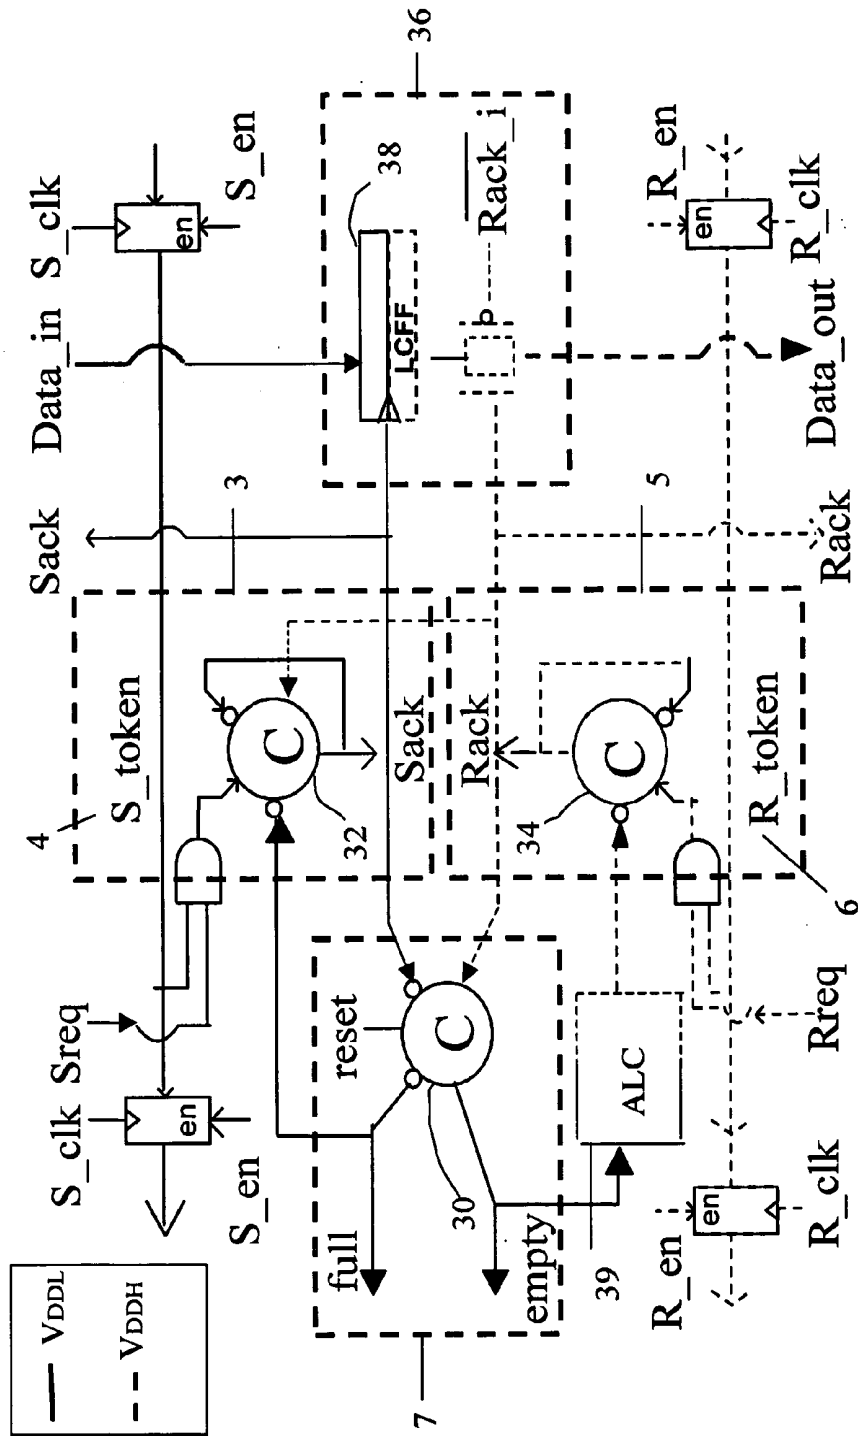 VDDL
VDDH
S_clk
Sreq
en
S_en
4
S_token
Sack
3
Data_in
S_clk
en
S_en
36
7
full
reset
C
30
empty
32
C
Sack
Rack
38
LCFF
Rack_i
39
ALC
34
C
R_token
5
6
R_en
en
R_clk
Rreq
Rack
Data_out
R_en
en
R_clk